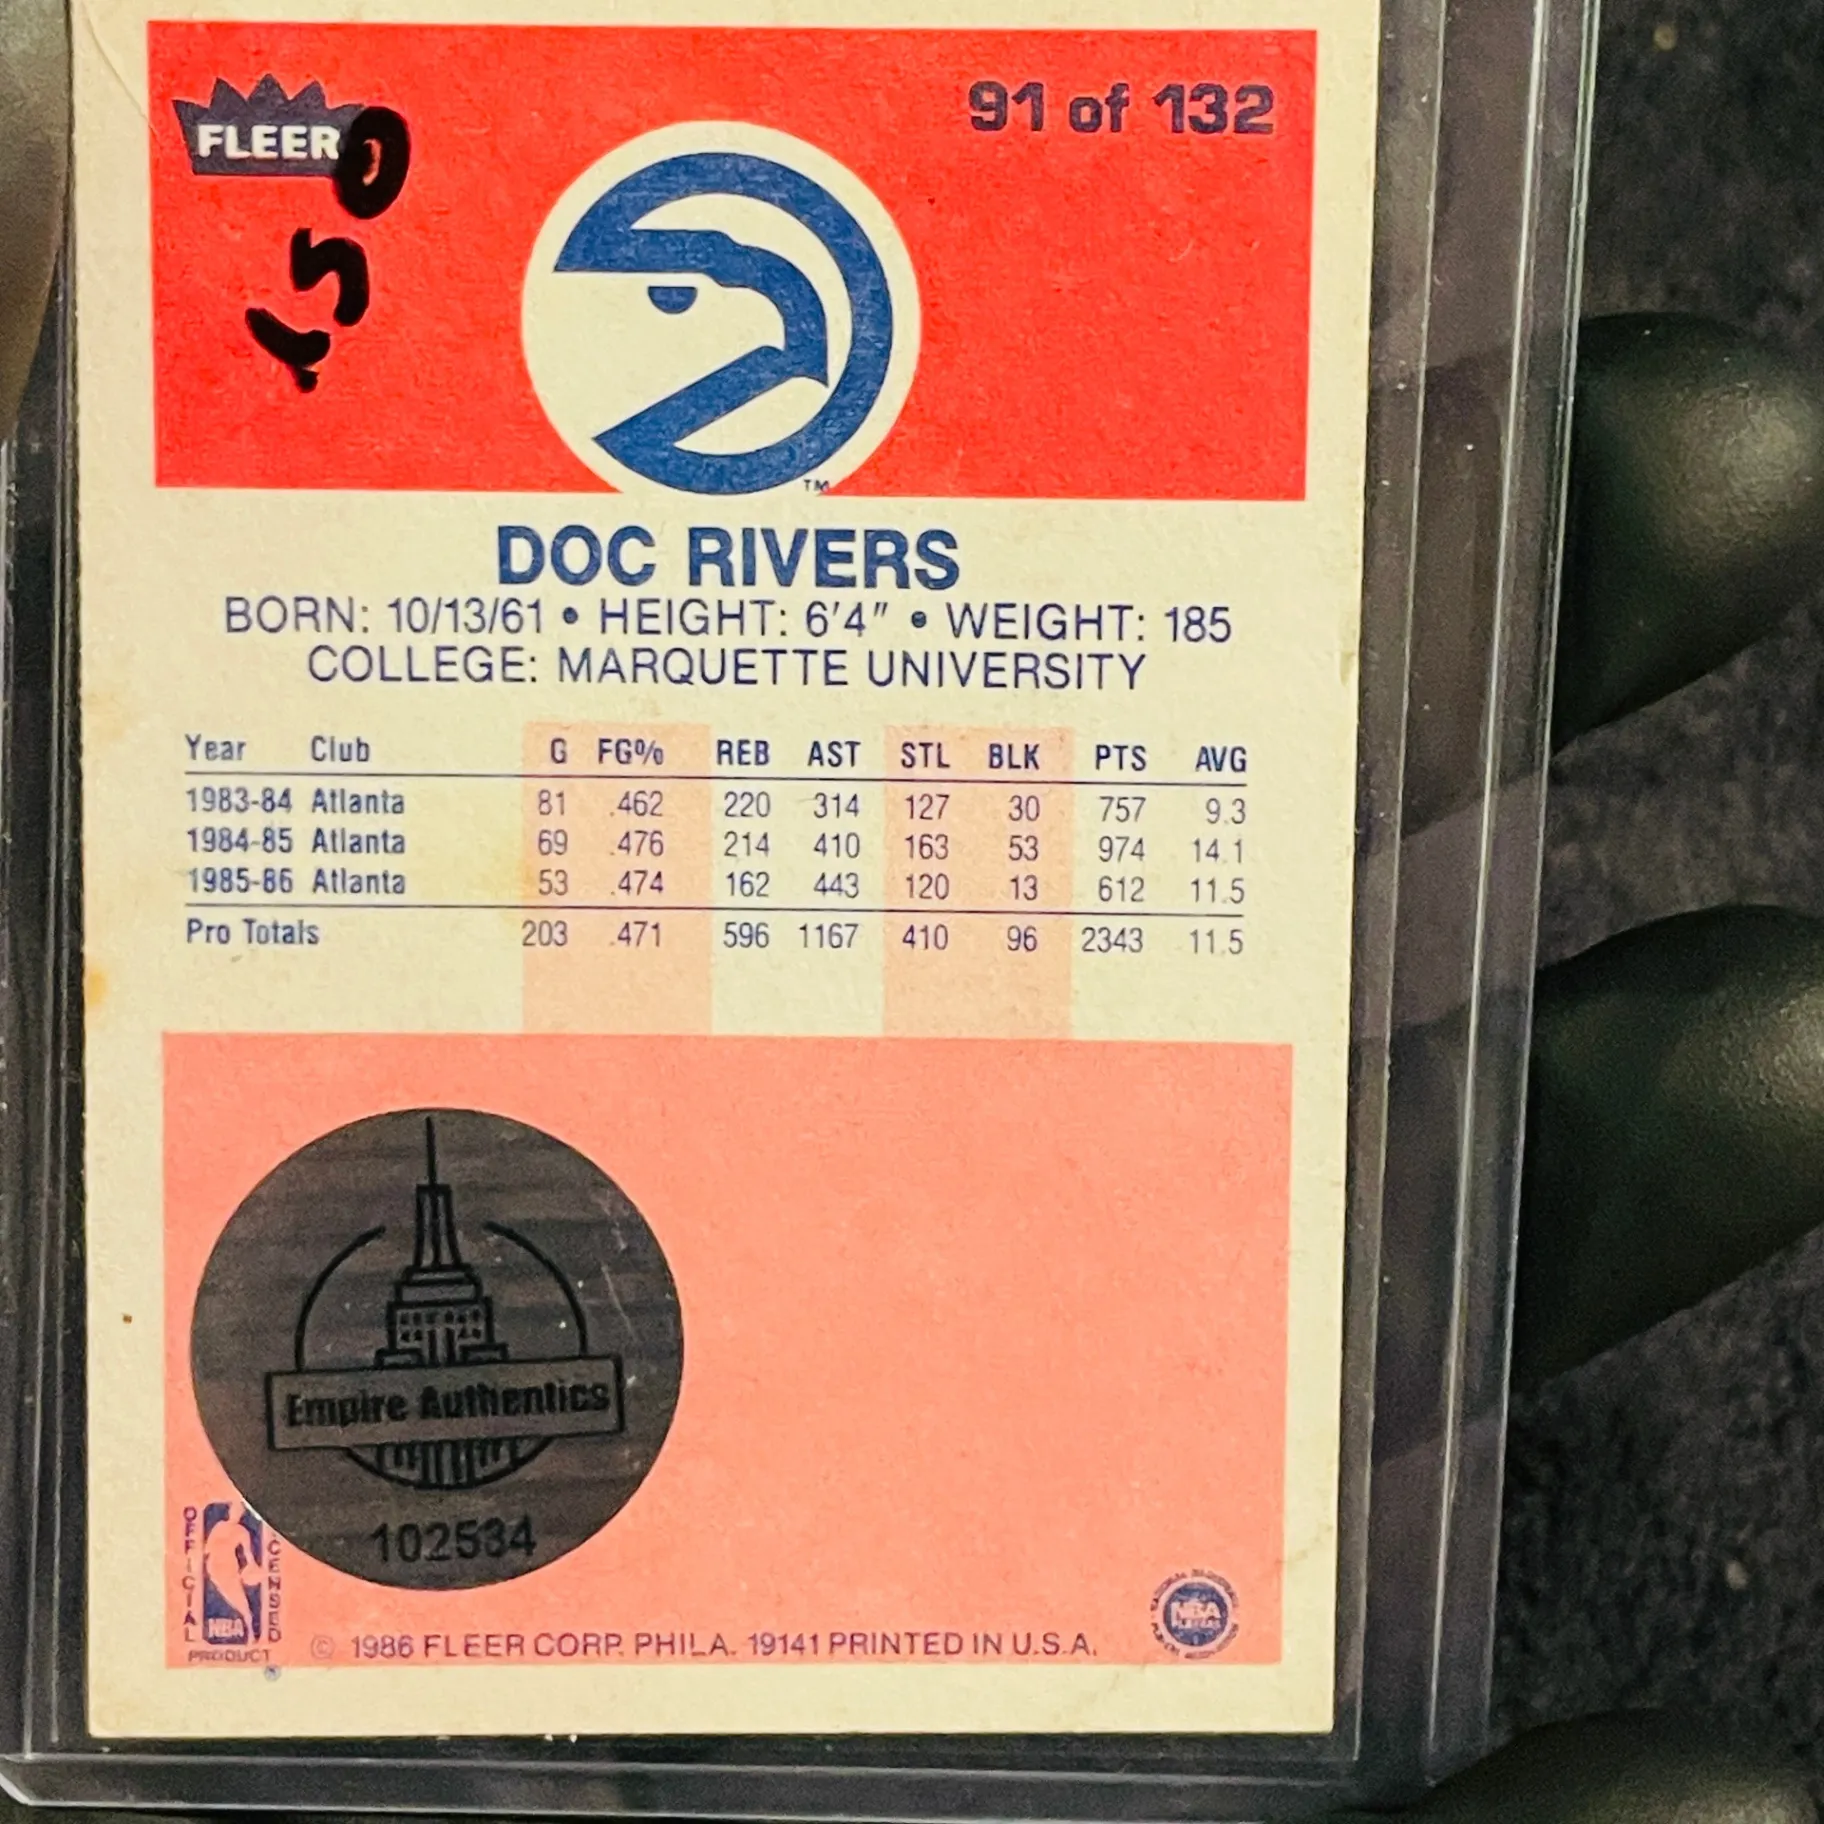 FLEER
91 of 132
150
TM
DOC RIVERS
BORN: 10/13/61 • HEIGHT: 6'4" • WEIGHT: 185
COLLEGE: MARQUETTE UNIVERSITY
Year Club G FG% REB AST STL BLK PTS AVG
1983-84 Atlanta 81 .462 220 314 127 30 757 9.3
1984-85 Atlanta 69 .476 214 410 163 53 974 14.1
1985-86 Atlanta 53 .474 162 443 120 13 612 11.5
Pro Totals 203 .471 596 1167 410 96 2343 11.5
Empire Authentics
102534
OFFICIAL
NBA
CENSED
PRODUCT
®
© 1986 FLEER CORP. PHILA. 19141 PRINTED IN U.S.A.
NBA